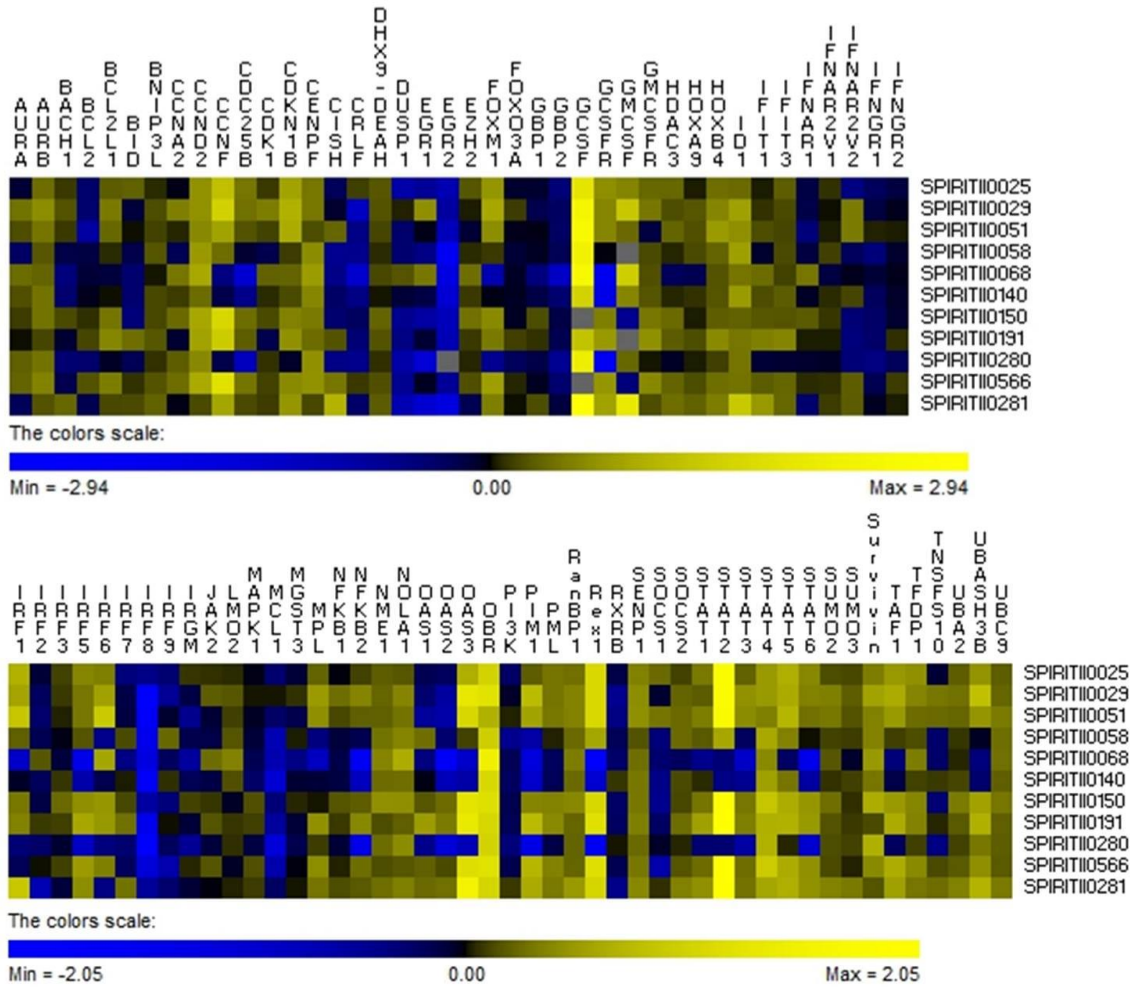 AURA
AURB
BACH1
BCL2
BCL2L1
BID
BNIP3L
CCNA2
CCND2
CCNF
CDC25B
CDK1
CDKN1B
CENPF
CISH
CRLF
DHX9-DEAH
DUSP1
EGR1
EGR2
EZH2
FOXM1
FOXO3A
GBP1
GBP2
GCSF
GCSFR
GMCSF
GMCSFR
HDAC3
HOXA9
HOXB4
ID1
IFIT1
IFIT3
IFNAR1
IFNAR2V1
IFNAR2V2
IFNGR1
IFNGR2
SPIRITII0025
SPIRITII0029
SPIRITII0051
SPIRITII0058
SPIRITII0068
SPIRITII0140
SPIRITII0150
SPIRITII0191
SPIRITII0280
SPIRITII0566
SPIRITII0281
The colors scale:
Min = -2.94 0.00 Max = 2.94
IRF1
IRF2
IRF3
IRF5
IRF6
IRF7
IRF8
IRF9
IRGM
JAK2
LMO2
MAPK1
MCL1
MGST3
MPL
NFKB1
NFKB2
NME1
NOLA1
OAS1
OAS2
OAS3
OBR
PI3K
PIM1
PML
RanBP1
Rex1
RXRB
SENP1
SOCS1
SOCS2
STAT1
STAT2
STAT3
STAT4
STAT5
STAT6
SUMO2
SUMO3
Survivin
TAF1
TFDP1
TNSFS10
UBA2
UBASH3B
UBC9
SPIRITII0025
SPIRITII0029
SPIRITII0051
SPIRITII0058
SPIRITII0068
SPIRITII0140
SPIRITII0150
SPIRITII0191
SPIRITII0280
SPIRITII0566
SPIRITII0281
The colors scale:
Min = -2.05 0.00 Max = 2.05